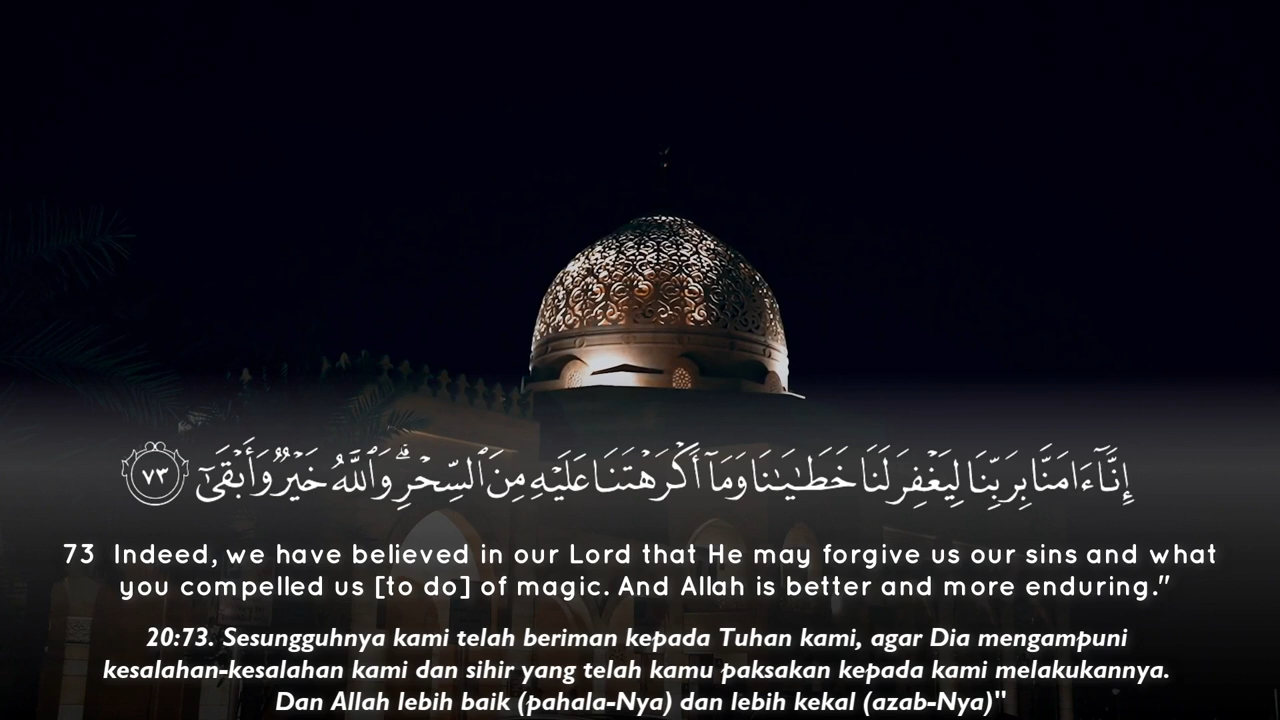 إِنَّآ ءَامَنَّا بِرَبِّنَا لِيَغْفِرَ لَنَا خَطَٰيَٰنَا وَمَآ أَكْرَهْتَنَا عَلَيْهِ مِنَ ٱلسِّحْرِ ۗ وَٱللَّهُ خَيْرٌ وَأَبْقَىٰٓ ٧٣
73 Indeed, we have believed in our Lord that He may forgive us our sins and what
you compelled us [to do] of magic. And Allah is better and more enduring."
20:73. Sesungguhnya kami telah beriman kepada Tuhan kami, agar Dia mengampuni
kesalahan-kesalahan kami dan sihir yang telah kamu paksakan kepada kami melakukannya.
Dan Allah lebih baik (pahala-Nya) dan lebih kekal (azab-Nya)"